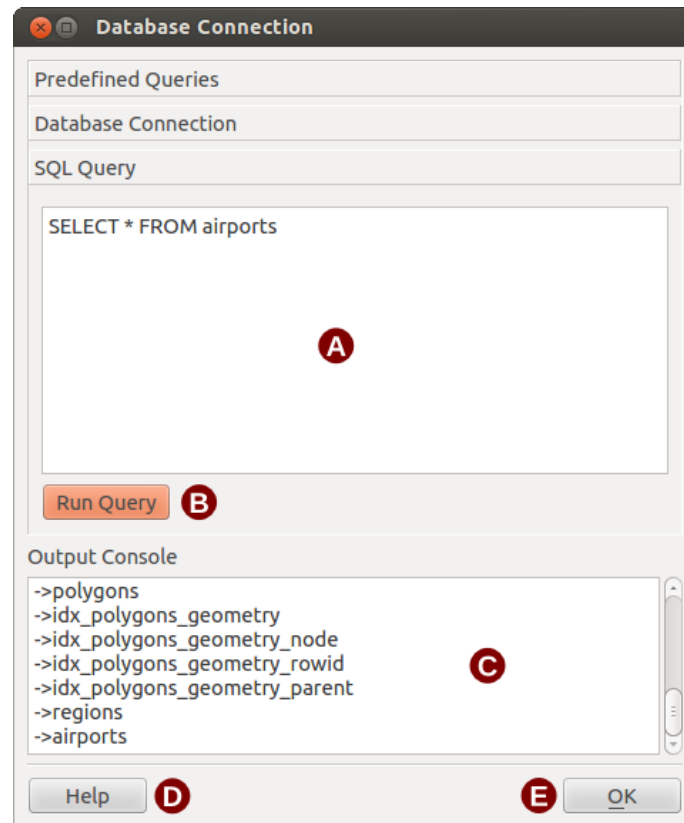 Database Connection
Predefined Queries
Database Connection
SQL Query
SELECT * FROM airports
A
Run Query B
Output Console
->polygons
->idx_polygons_geometry
->idx_polygons_geometry_node
->idx_polygons_geometry_rowid
->idx_polygons_geometry_parent
->regions
->airports
C
Help D E OK